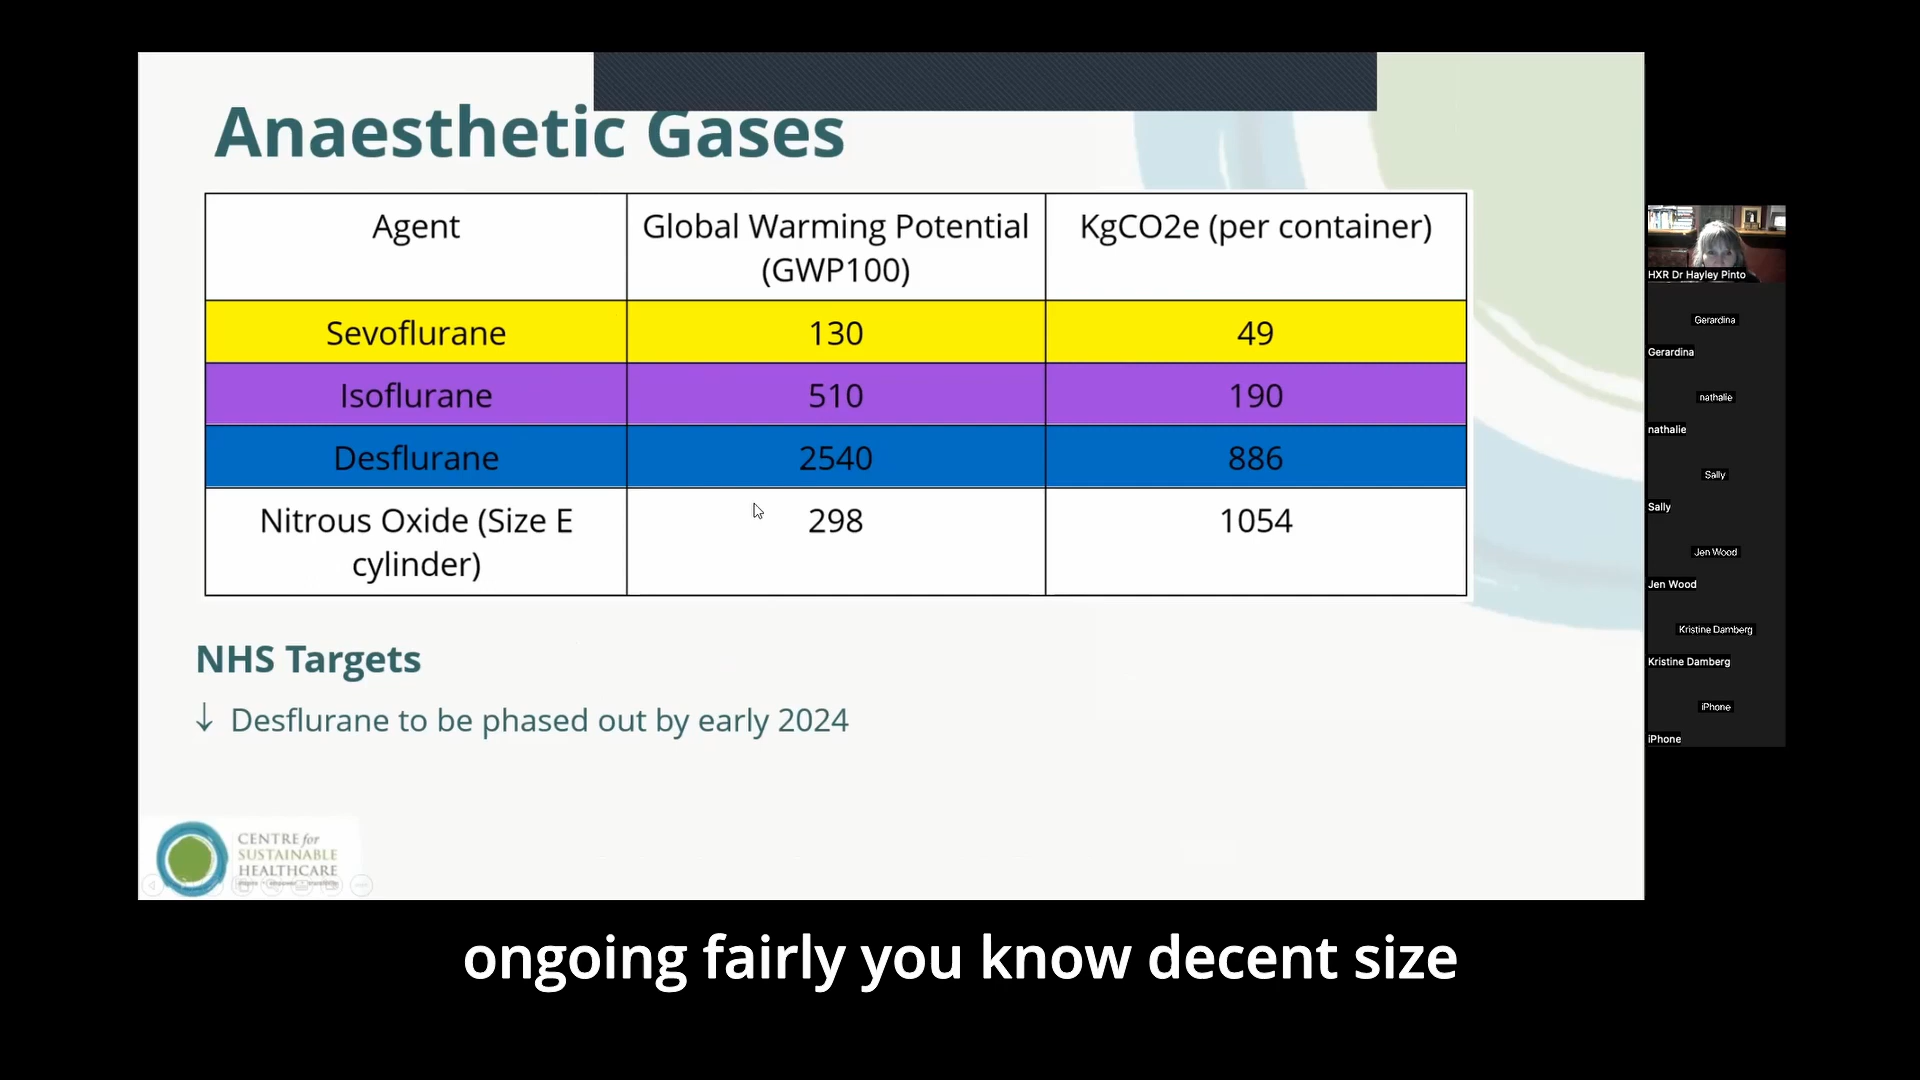 Anaesthetic Gases
Agent
Global Warming Potential
(GWP100)
KgCO2e (per container)
Sevoflurane
130
49
Isoflurane
510
190
Desflurane
2540
886
Nitrous Oxide (Size E
cylinder)
298
1054
NHS Targets
↓ Desflurane to be phased out by early 2024
CENTRE for
SUSTAINABLE
HEALTHCARE
HXR Dr Hayley Pinto
Gerardina
Gerardina
nathalie
nathalie
Sally
Sally
Jen Wood
Jen Wood
Kristine Damberg
Kristine Damberg
iPhone
iPhone
ongoing fairly you know decent size